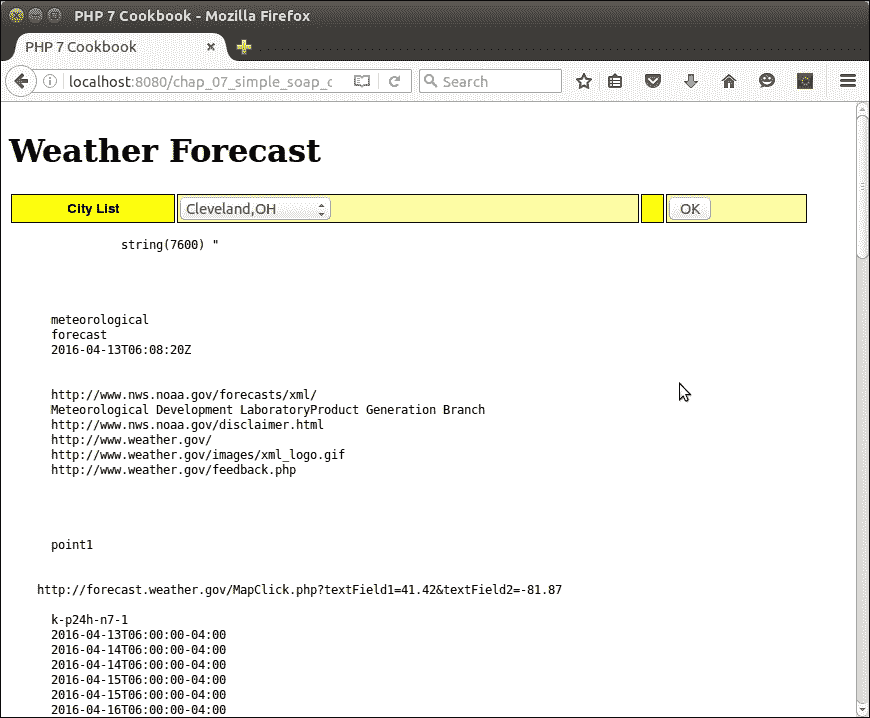 PHP 7 Cookbook - Mozilla Firefox
PHP 7 Cookbook
localhost:8080/chap_07_simple_soap_c
Search
Weather Forecast
City List
Cleveland,OH
OK
string(7600) "
meteorological
forecast
2016-04-13T06:08:20Z
http://www.nws.noaa.gov/forecasts/xml/
Meteorological Development LaboratoryProduct Generation Branch
http://www.nws.noaa.gov/disclaimer.html
http://www.weather.gov/
http://www.weather.gov/images/xml_logo.gif
http://www.weather.gov/feedback.php
point1
http://forecast.weather.gov/MapClick.php?textField1=41.42&textField2=-81.87
k-p24h-n7-1
2016-04-13T06:00:00-04:00
2016-04-14T06:00:00-04:00
2016-04-14T06:00:00-04:00
2016-04-15T06:00:00-04:00
2016-04-15T06:00:00-04:00
2016-04-16T06:00:00-04:00